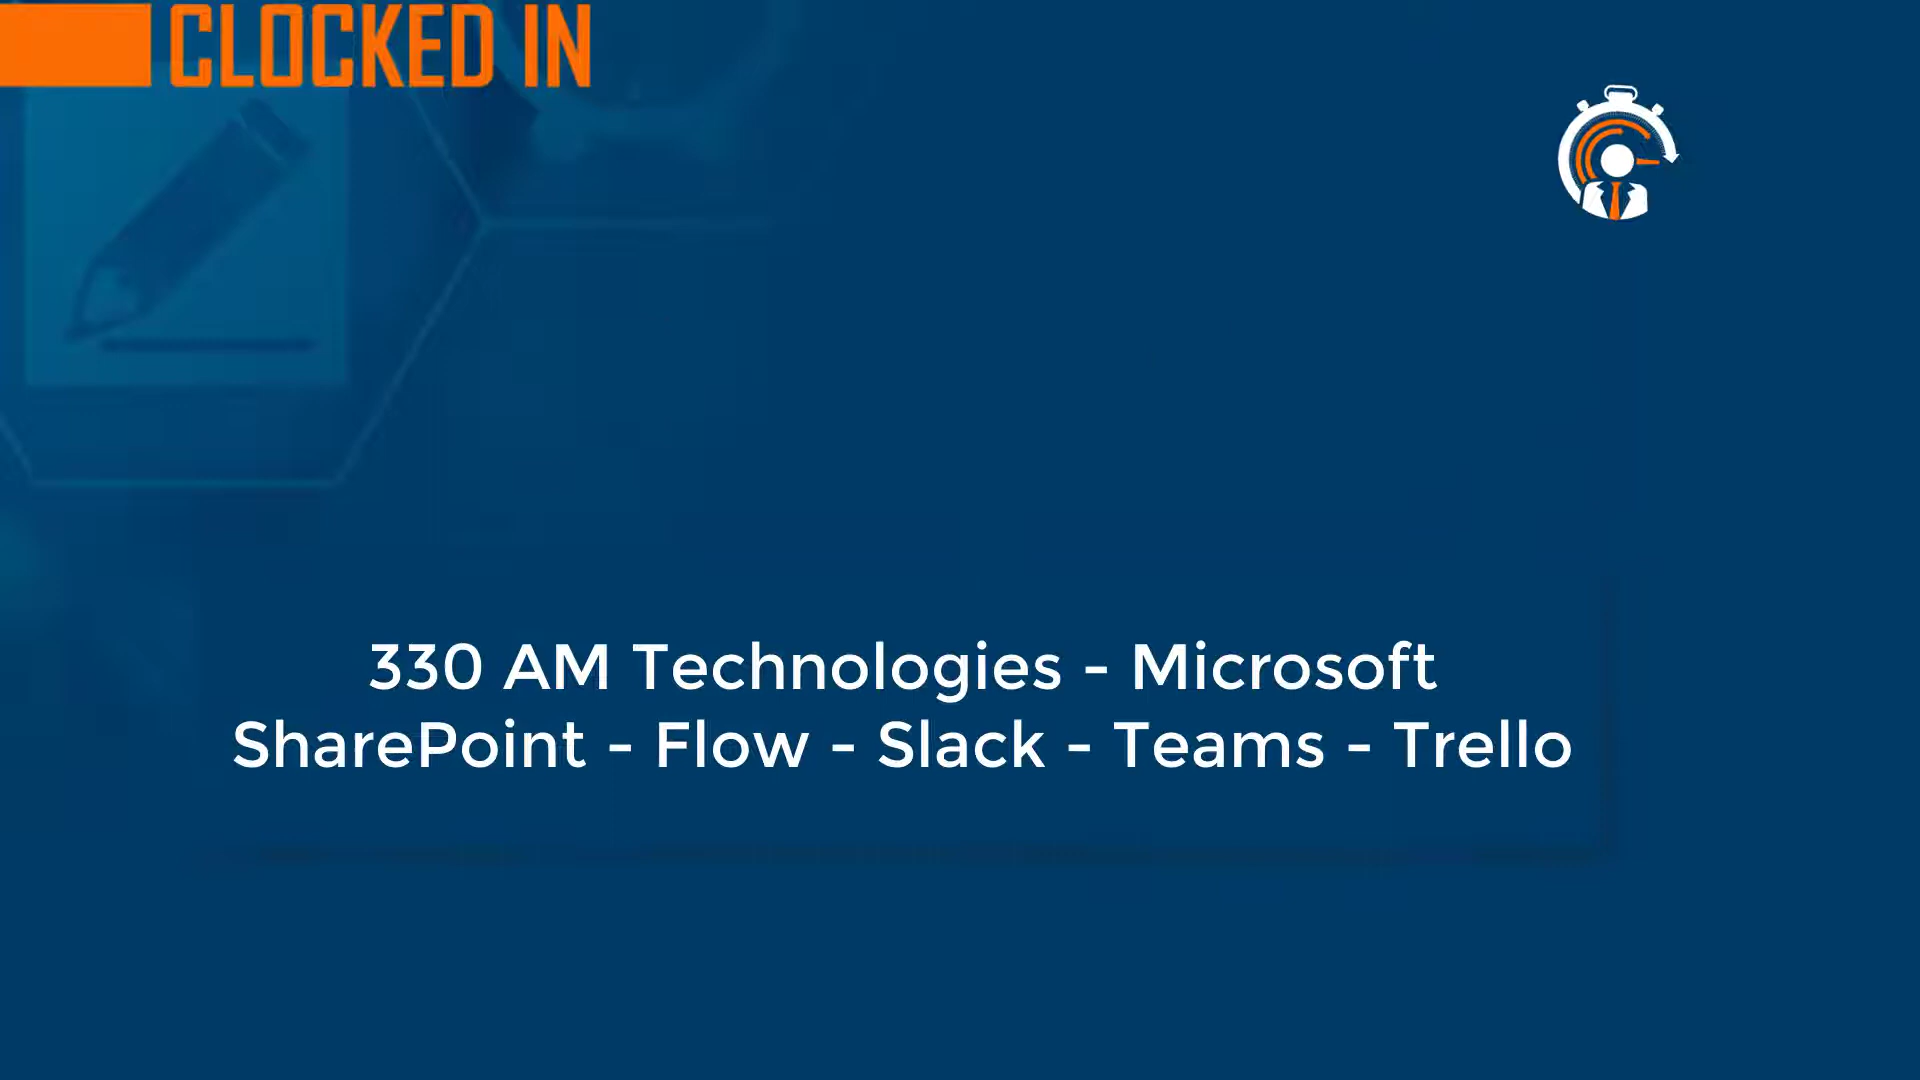 CLOCKED IN
330 AM Technologies - Microsoft
SharePoint - Flow - Slack - Teams - Trello